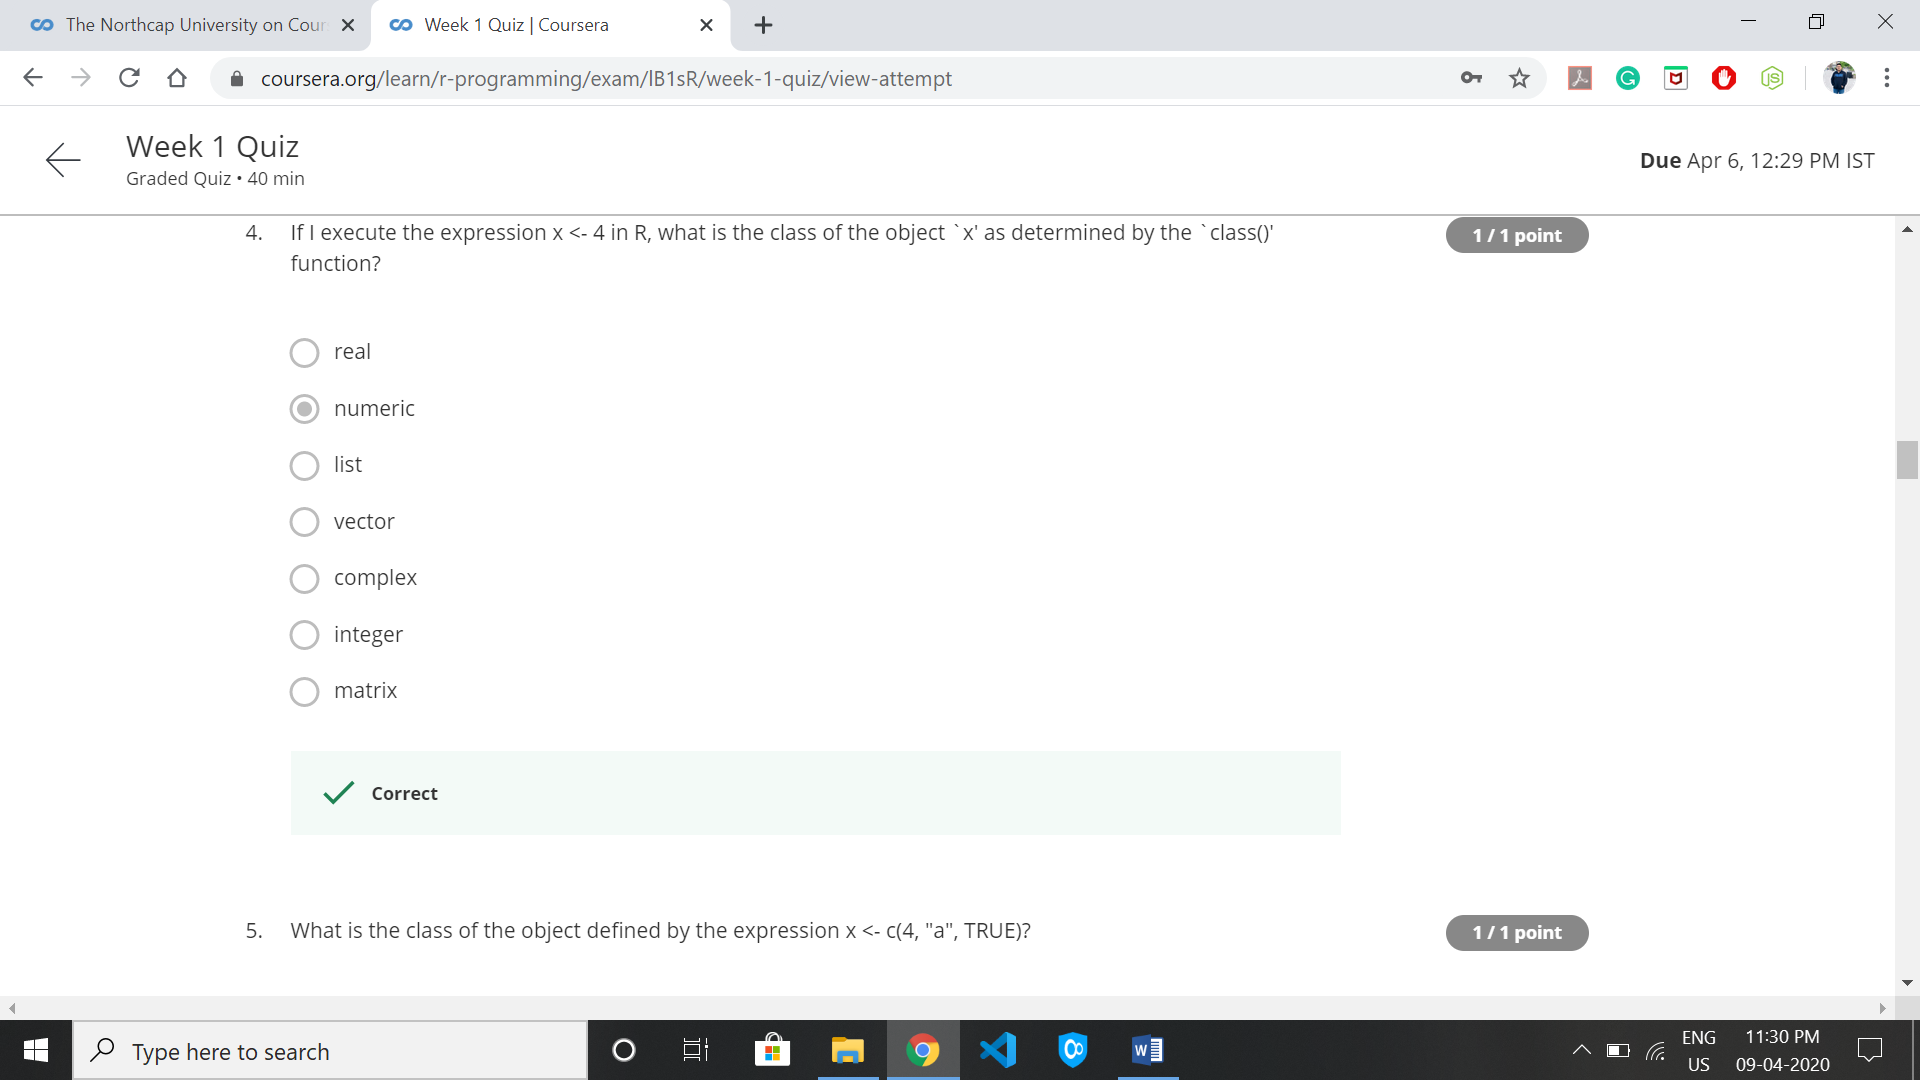 The Northcap University on Cour
Week 1 Quiz | Coursera
coursera.org/learn/r-programming/exam/lB1sR/week-1-quiz/view-attempt
Week 1 Quiz
Graded Quiz • 40 min
Due Apr 6, 12:29 PM IST
4. If I execute the expression x <- 4 in R, what is the class of the object `x' as determined by the `class()'
function?
1 / 1 point
real
numeric
list
vector
complex
integer
matrix
Correct
5. What is the class of the object defined by the expression x <- c(4, "a", TRUE)?
1 / 1 point
Type here to search
ENG
US
11:30 PM
09-04-2020